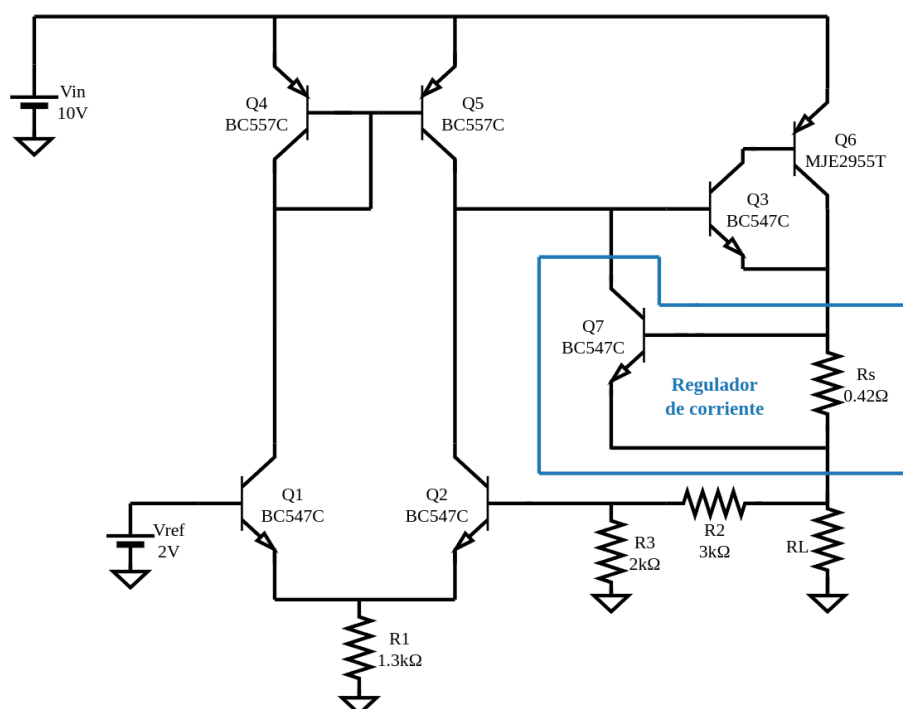 Vin
10V
Q4
BC557C
Q5
BC557C
Q6
MJE2955T
Q3
BC547C
Q7
BC547C
Regulador
de corriente
Rs
0.42Ω
Vref
2V
Q1
BC547C
Q2
BC547C
R3
2kΩ
R2
3kΩ
RL
R1
1.3kΩ